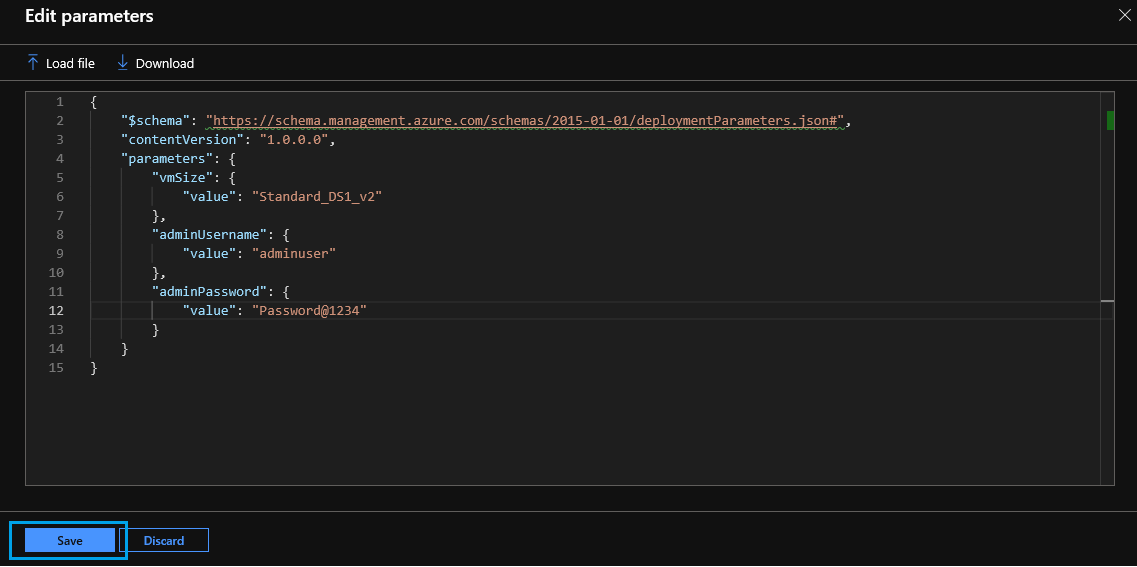 Edit parameters
Load file Download
1 {
2 "$schema": "https://schema.management.azure.com/schemas/2015-01-01/deploymentParameters.json#",
3 "contentVersion": "1.0.0.0",
4 "parameters": {
5 "vmSize": {
6 "value": "Standard_DS1_v2"
7 },
8 "adminUsername": {
9 "value": "adminuser"
10 },
11 "adminPassword": {
12 "value": "Password@1234"
13 }
14 }
15 }
Save Discard